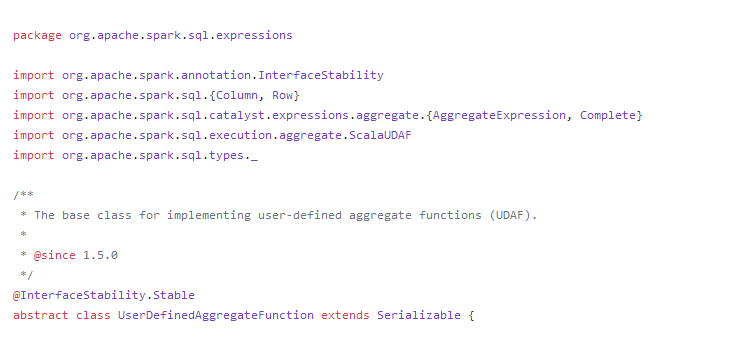 package org.apache.spark.sql.expressions
import org.apache.spark.annotation.InterfaceStability
import org.apache.spark.sql.{Column, Row}
import org.apache.spark.sql.catalyst.expressions.aggregate.{AggregateExpression, Complete}
import org.apache.spark.sql.execution.aggregate.ScalaUDAF
import org.apache.spark.sql.types._
/**
 * The base class for implementing user-defined aggregate functions (UDAF).
 *
 * @since 1.5.0
 */
@InterfaceStability.Stable
abstract class UserDefinedAggregateFunction extends Serializable {